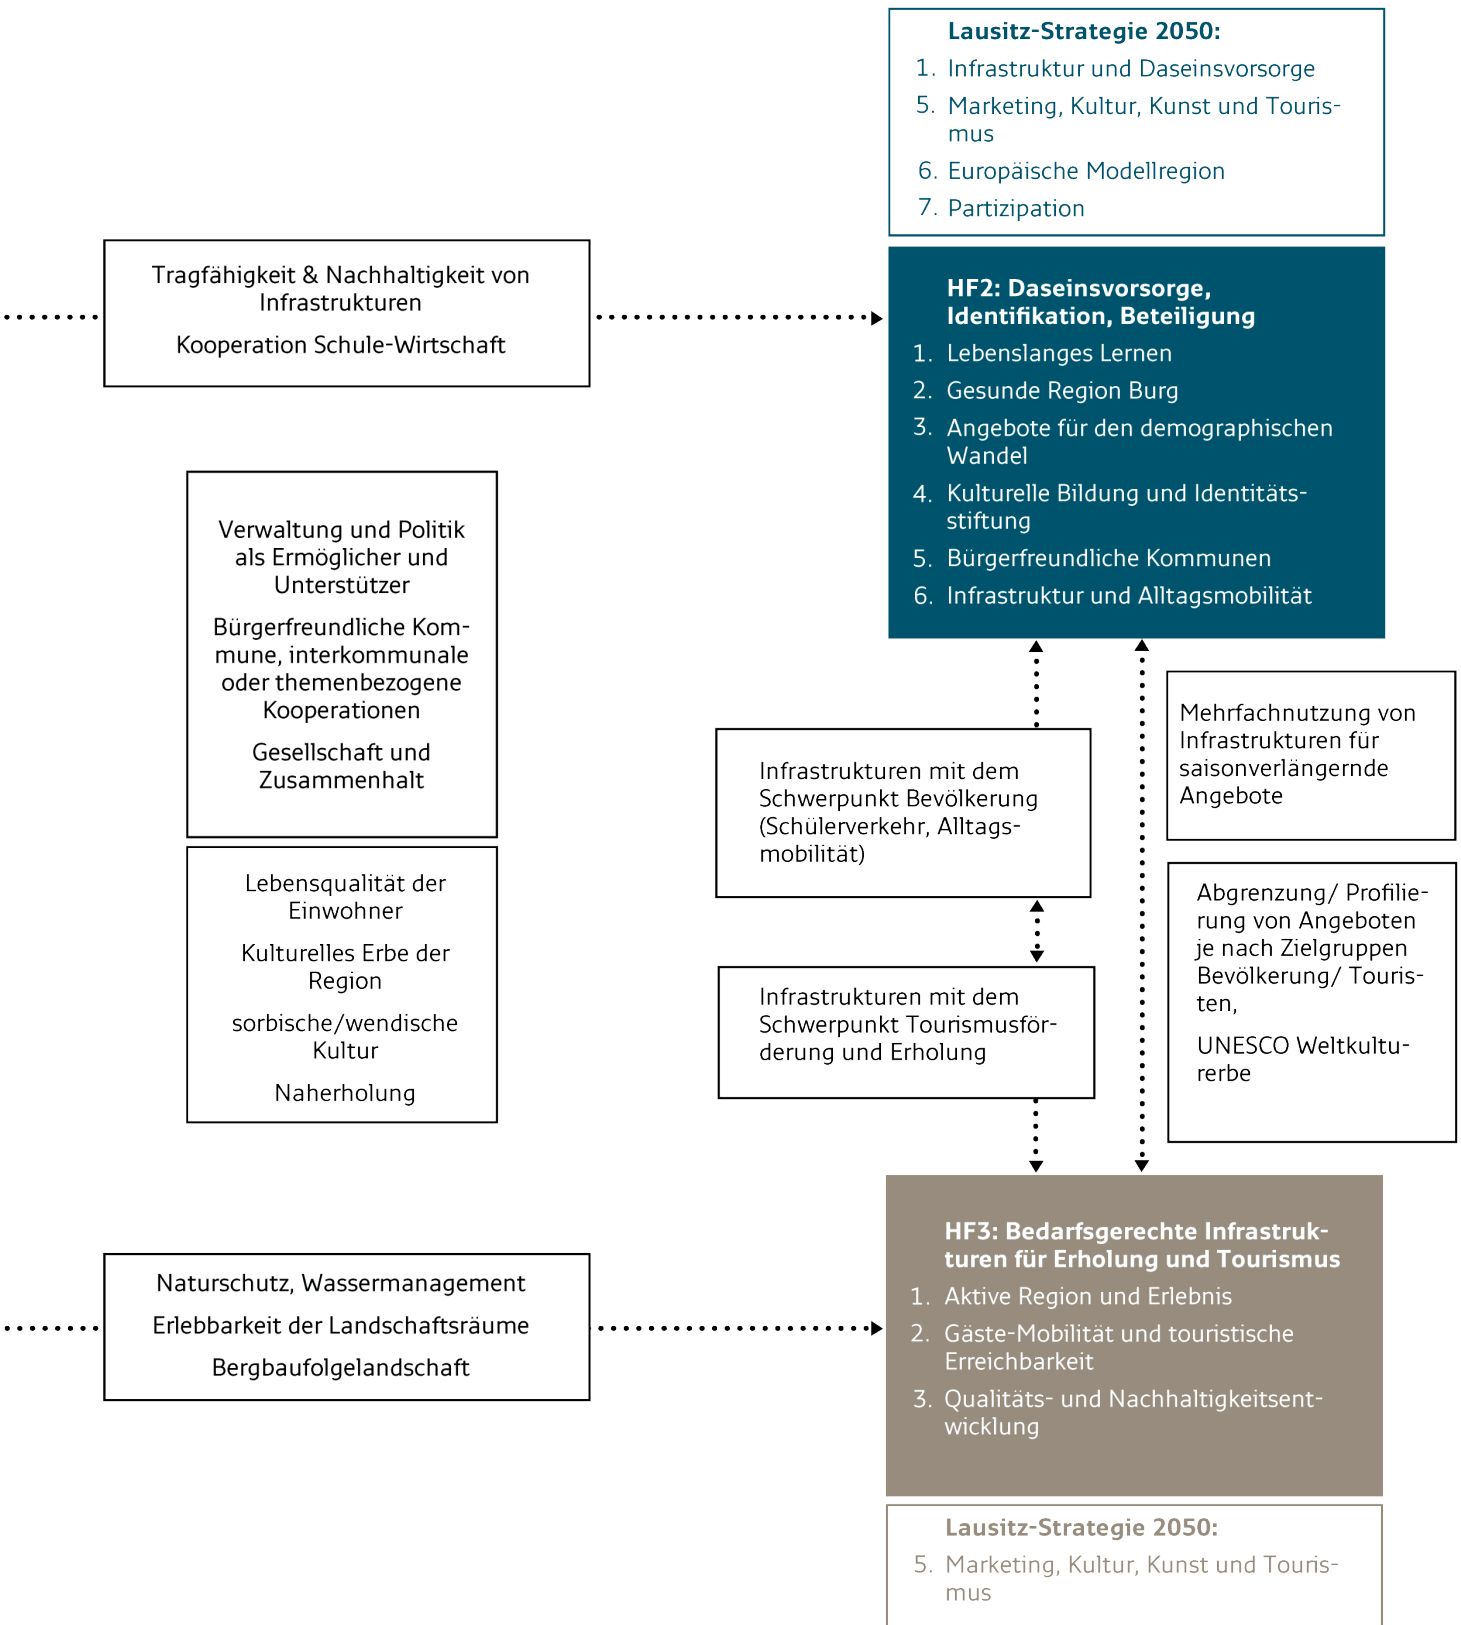 Lausitz-Strategie 2050:
1. Infrastruktur und Daseinsvorsorge
5. Marketing, Kultur, Kunst und Touris-
mus
6. Europäische Modellregion
7. Partizipation
Tragfähigkeit & Nachhaltigkeit von
Infrastrukturen
Kooperation Schule-Wirtschaft
HF2: Daseinsvorsorge,
Identifikation, Beteiligung
1. Lebenslanges Lernen
2. Gesunde Region Burg
3. Angebote für den demographischen
Wandel
4. Kulturelle Bildung und Identitäts-
stiftung
5. Bürgerfreundliche Kommunen
6. Infrastruktur und Alltagsmobilität
Verwaltung und Politik
als Ermöglicher und
Unterstützer
Bürgerfreundliche Kom-
mune, interkommunale
oder themenbezogene
Kooperationen
Gesellschaft und
Zusammenhalt
Lebensqualität der
Einwohner
Kulturelles Erbe der
Region
sorbische/wendische
Kultur
Naherholung
Infrastrukturen mit dem
Schwerpunkt Bevölkerung
(Schülerverkehr, Alltags-
mobilität)
Infrastrukturen mit dem
Schwerpunkt Tourismusför-
derung und Erholung
Mehrfachnutzung von
Infrastrukturen für
saisonverlängernde
Angebote
Abgrenzung/ Profilie-
rung von Angeboten
je nach Zielgruppen
Bevölkerung/ Touris-
ten,
UNESCO Weltkultu-
rerbe
Naturschutz, Wassermanagement
Erlebbarkeit der Landschaftsräume
Bergbaufolgelandschaft
HF3: Bedarfsgerechte Infrastruk-
turen für Erholung und Tourismus
1. Aktive Region und Erlebnis
2. Gäste-Mobilität und touristische
Erreichbarkeit
3. Qualitäts- und Nachhaltigkeitsent-
wicklung
Lausitz-Strategie 2050:
5. Marketing, Kultur, Kunst und Touris-
mus